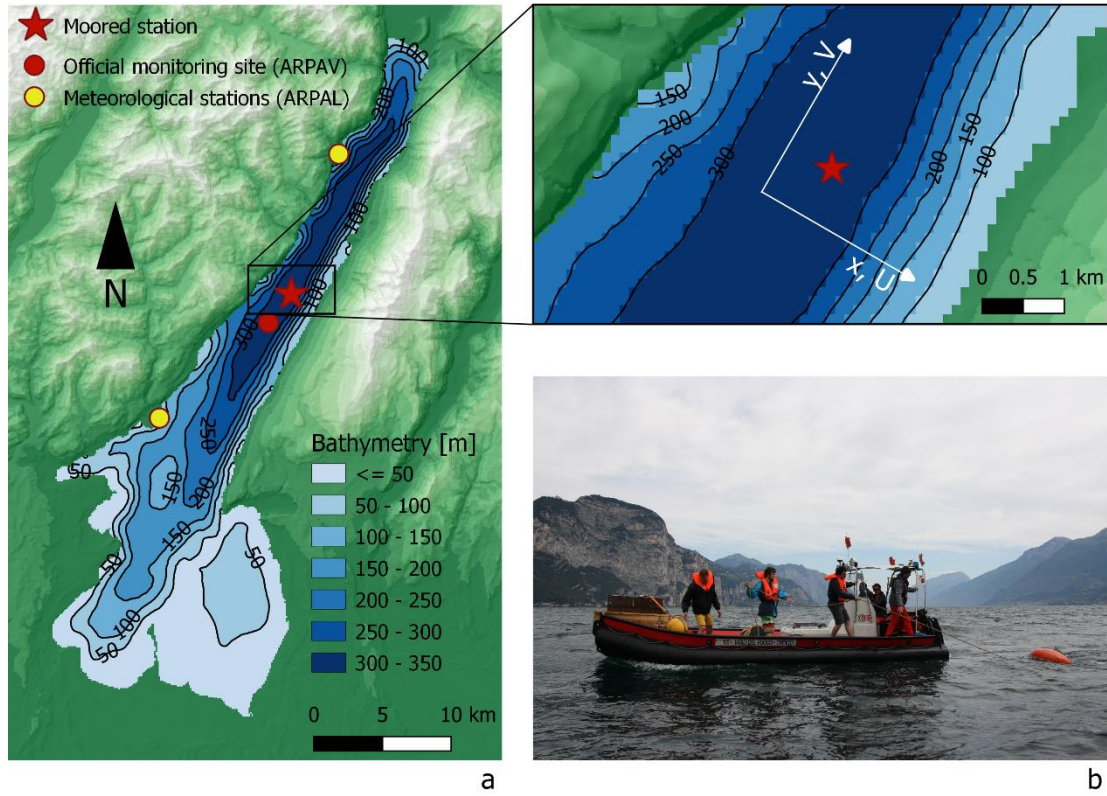 Moored station
Official monitoring site (ARPAV)
Meteorological stations (ARPAL)
100
200
100
N
100
300
250
50
150
200
150
50
50
100
50
Bathymetry [m]
<= 50
50 - 100
100 - 150
150 - 200
200 - 250
250 - 300
300 - 350
0 5 10 km
a
y, V
150
200
250
300
150
200
100
x, U
0 0.5 1 km
b